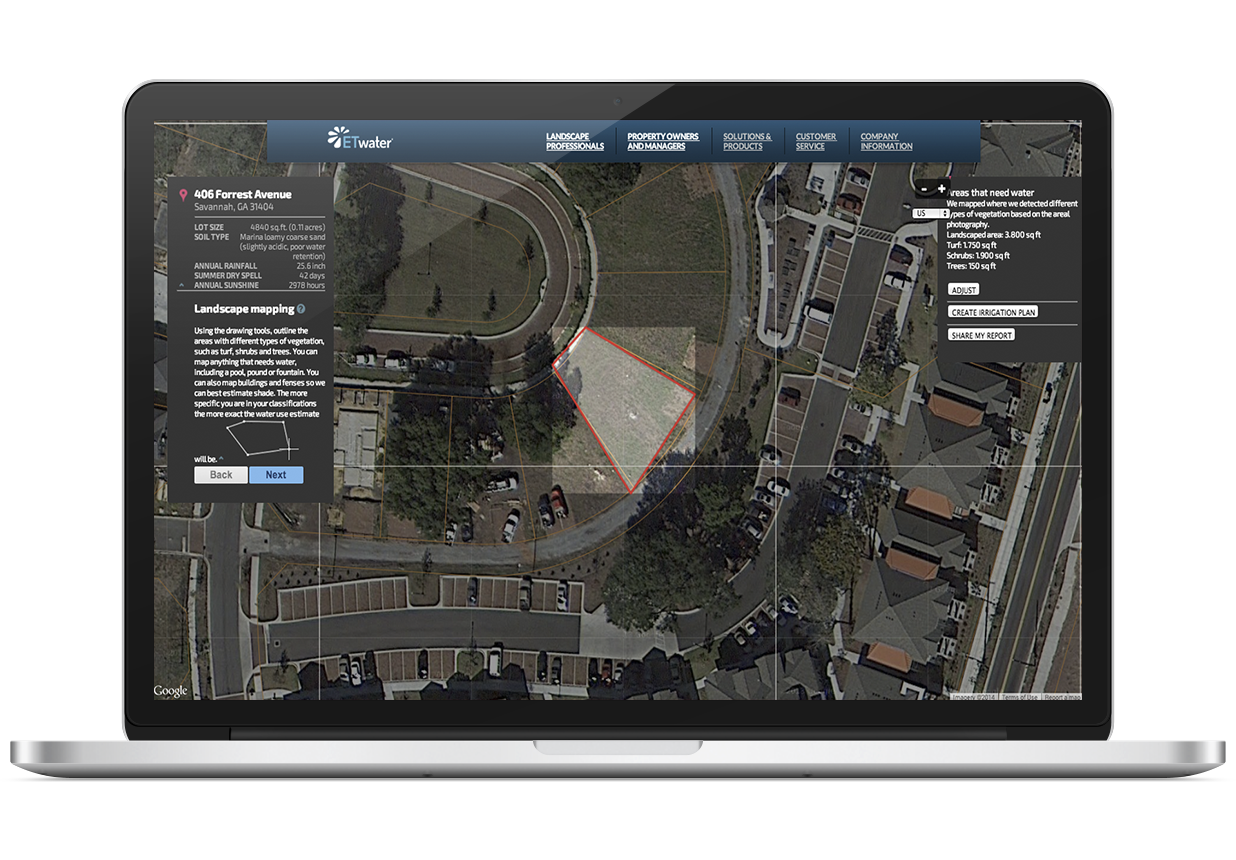 ETwater
LANDSCAPE
PROFESSIONALS
PROPERTY OWNERS
AND MANAGERS
SOLUTIONS &
PRODUCTS
CUSTOMER
SERVICE
COMPANY
INFORMATION
406 Forrest Avenue
Savannah, GA 31404
LOT SIZE 4840 sq.ft. (0.11 acres)
SOIL TYPE Marina loamy coarse sand
(slightly acidic, poor water
retention)
ANNUAL RAINFALL 25.6 inch
SUMMER DRY SPELL 42 days
ANNUAL SUNSHINE 2978 hours
Landscape mapping ?
Using the drawing tools, outline the
areas with different types of vegetation,
such as turf, shrubs and trees. You can
map anything that needs water,
including a pool, pound or fountain. You
can also map buildings and fenses so we
can best estimate shade. The more
specific you are in your classifications
the more exact the water use estimate
will be.
Back Next
- +
US
Areas that need water
We mapped where we detected different
types of vegetation based on the areal
photography.
Landscaped area: 3.800 sq ft
Turf: 1.750 sq ft
Schrubs: 1.900 sq ft
Trees: 150 sq ft
ADJUST
CREATE IRRIGATION PLAN
SHARE MY REPORT
Google
Imagery ©2014 Terms of Use Report a map